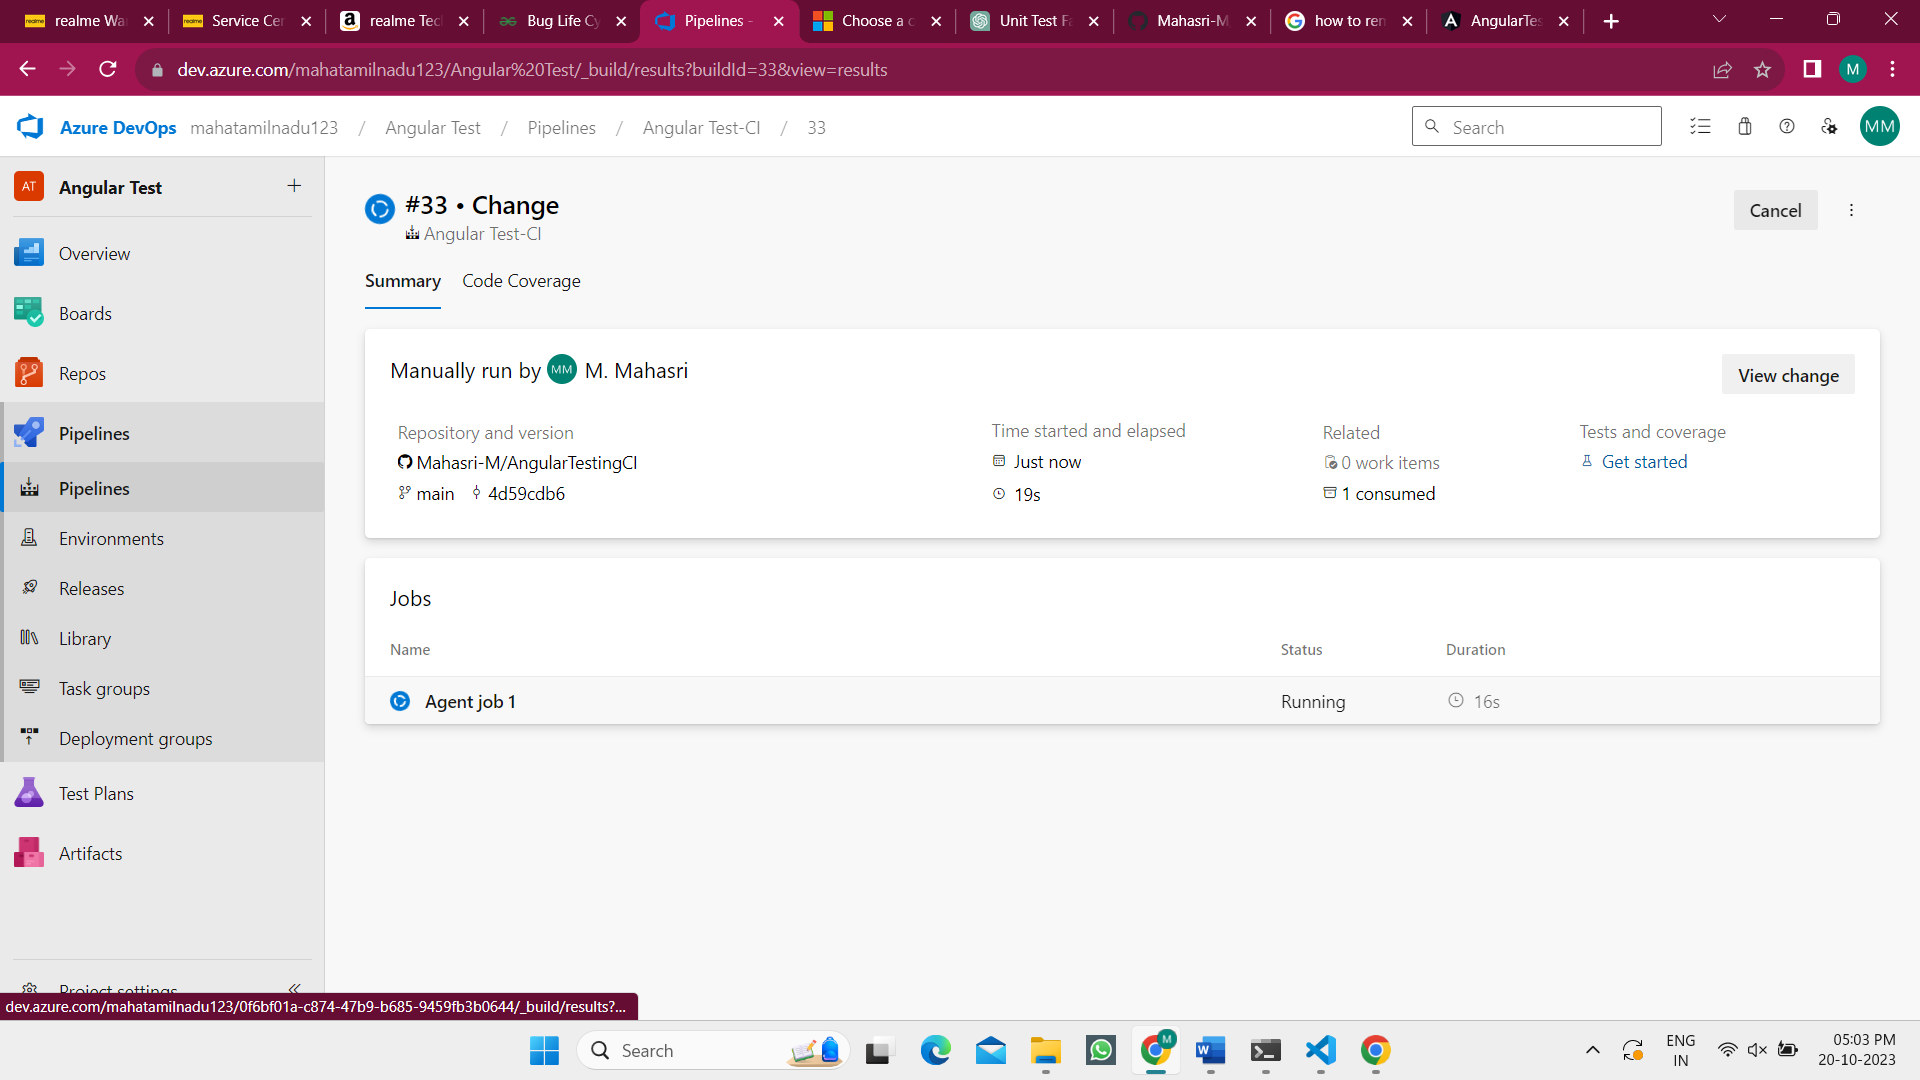 realme Wa
Service Cer
realme Tec
Bug Life Cy
Pipelines -
Choose a c
Unit Test Fa
Mahasri-M
how to ren
AngularTes
dev.azure.com/mahatamilnadu123/Angular%20Test/_build/results?buildId=33&view=results
M
Azure DevOps mahatamilnadu123 / Angular Test / Pipelines / Angular Test-CI / 33
Search
MM
AT Angular Test
Overview
Boards
Repos
Pipelines
Pipelines
Environments
Releases
Library
Task groups
Deployment groups
Test Plans
Artifacts
Project settings
dev.azure.com/mahatamilnadu123/0f6bf01a-c874-47b9-b685-9459fb3b0644/_build/results?...
#33 • Change
Angular Test-CI
Cancel
Summary
Code Coverage
Manually run by MM M. Mahasri
View change
Repository and version
Mahasri-M/AngularTestingCI
main 4d59cdb6
Time started and elapsed
Just now
19s
Related
0 work items
1 consumed
Tests and coverage
Get started
Jobs
Name Status Duration
Agent job 1 Running 16s
Search
M
ENG
IN
05:03 PM
20-10-2023